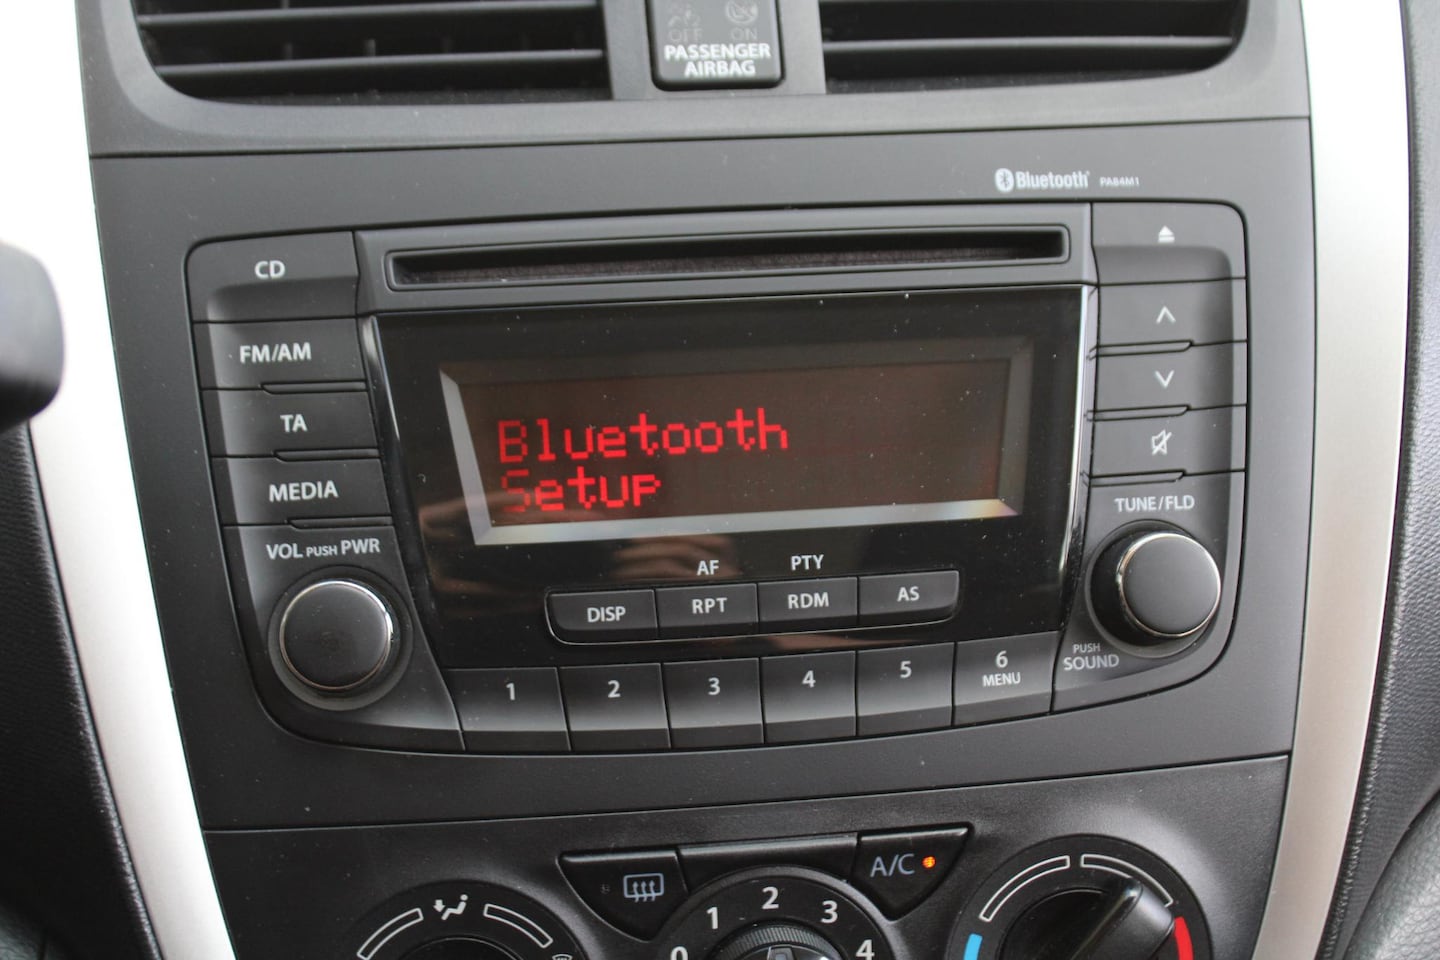 OFF ON
PASSENGER
AIRBAG
Bluetooth PA84M1
CD
FM/AM
TA
MEDIA
VOL PUSH PWR
Bluetooth
Setup
TUNE/FLD
AF PTY
DISP RPT RDM AS
PUSH
SOUND
1 2 3 4 5 6
MENU
A/C
0 1 2 3 4